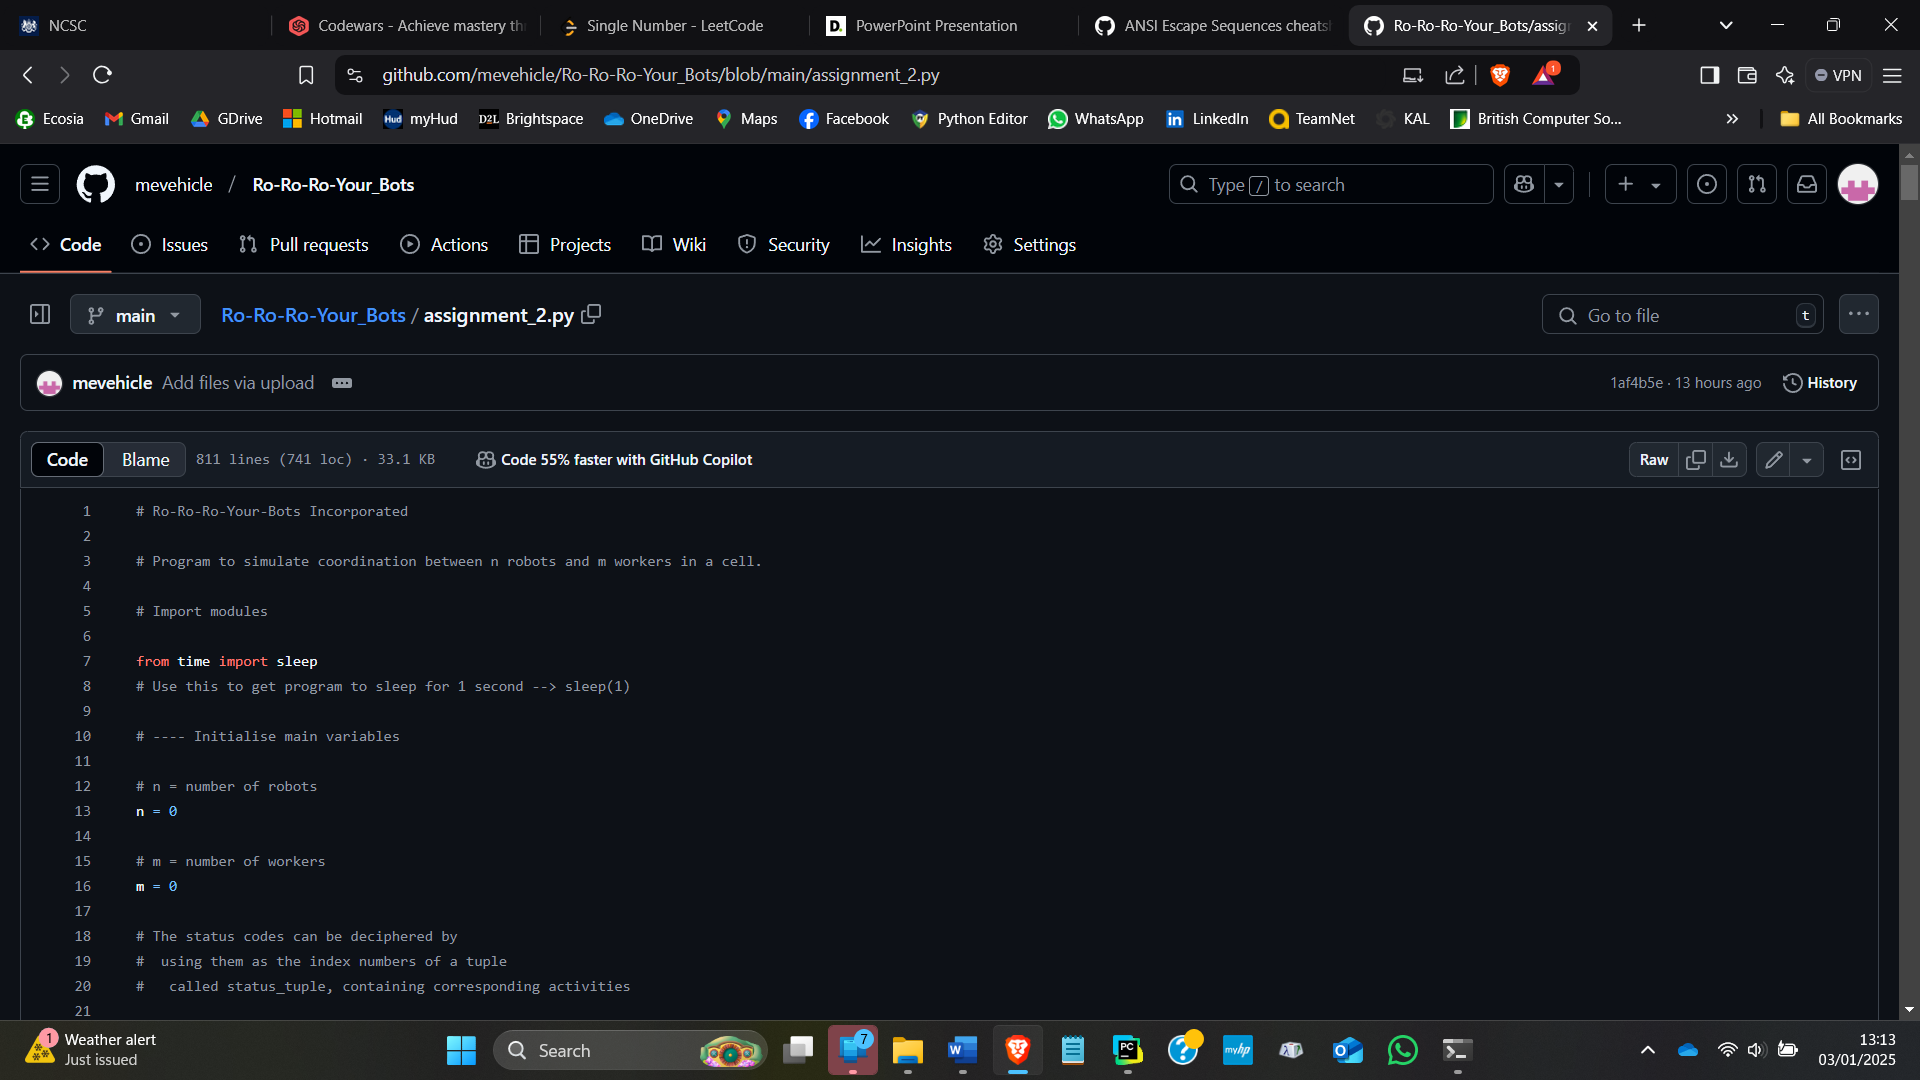 NCSC
Codewars - Achieve mastery thr
Single Number - LeetCode
PowerPoint Presentation
ANSI Escape Sequences cheatsh
Ro-Ro-Ro-Your_Bots/assign
github.com/mevehicle/Ro-Ro-Ro-Your_Bots/blob/main/assignment_2.py
1
VPN
Ecosia
Gmail
GDrive
Hotmail
Hud myHud
D2L Brightspace
OneDrive
Maps
Facebook
Python Editor
WhatsApp
LinkedIn
TeamNet
KAL
British Computer So...
All Bookmarks
mevehicle / Ro-Ro-Ro-Your_Bots
Type / to search
Code
Issues
Pull requests
Actions
Projects
Wiki
Security
Insights
Settings
main
Ro-Ro-Ro-Your_Bots / assignment_2.py
Go to file
t
mevehicle Add files via upload
1af4b5e · 13 hours ago
History
Code
Blame
811 lines (741 loc) · 33.1 KB
Code 55% faster with GitHub Copilot
Raw
1 # Ro-Ro-Ro-Your-Bots Incorporated
2
3 # Program to simulate coordination between n robots and m workers in a cell.
4
5 # Import modules
6
7 from time import sleep
8 # Use this to get program to sleep for 1 second --> sleep(1)
9
10 # ---- Initialise main variables
11
12 # n = number of robots
13 n = 0
14
15 # m = number of workers
16 m = 0
17
18 # The status codes can be deciphered by
19 #  using them as the index numbers of a tuple
20 #   called status_tuple, containing corresponding activities
21
1
Weather alert
Just issued
Search
7
W
PC
?
myhp
13:13
03/01/2025